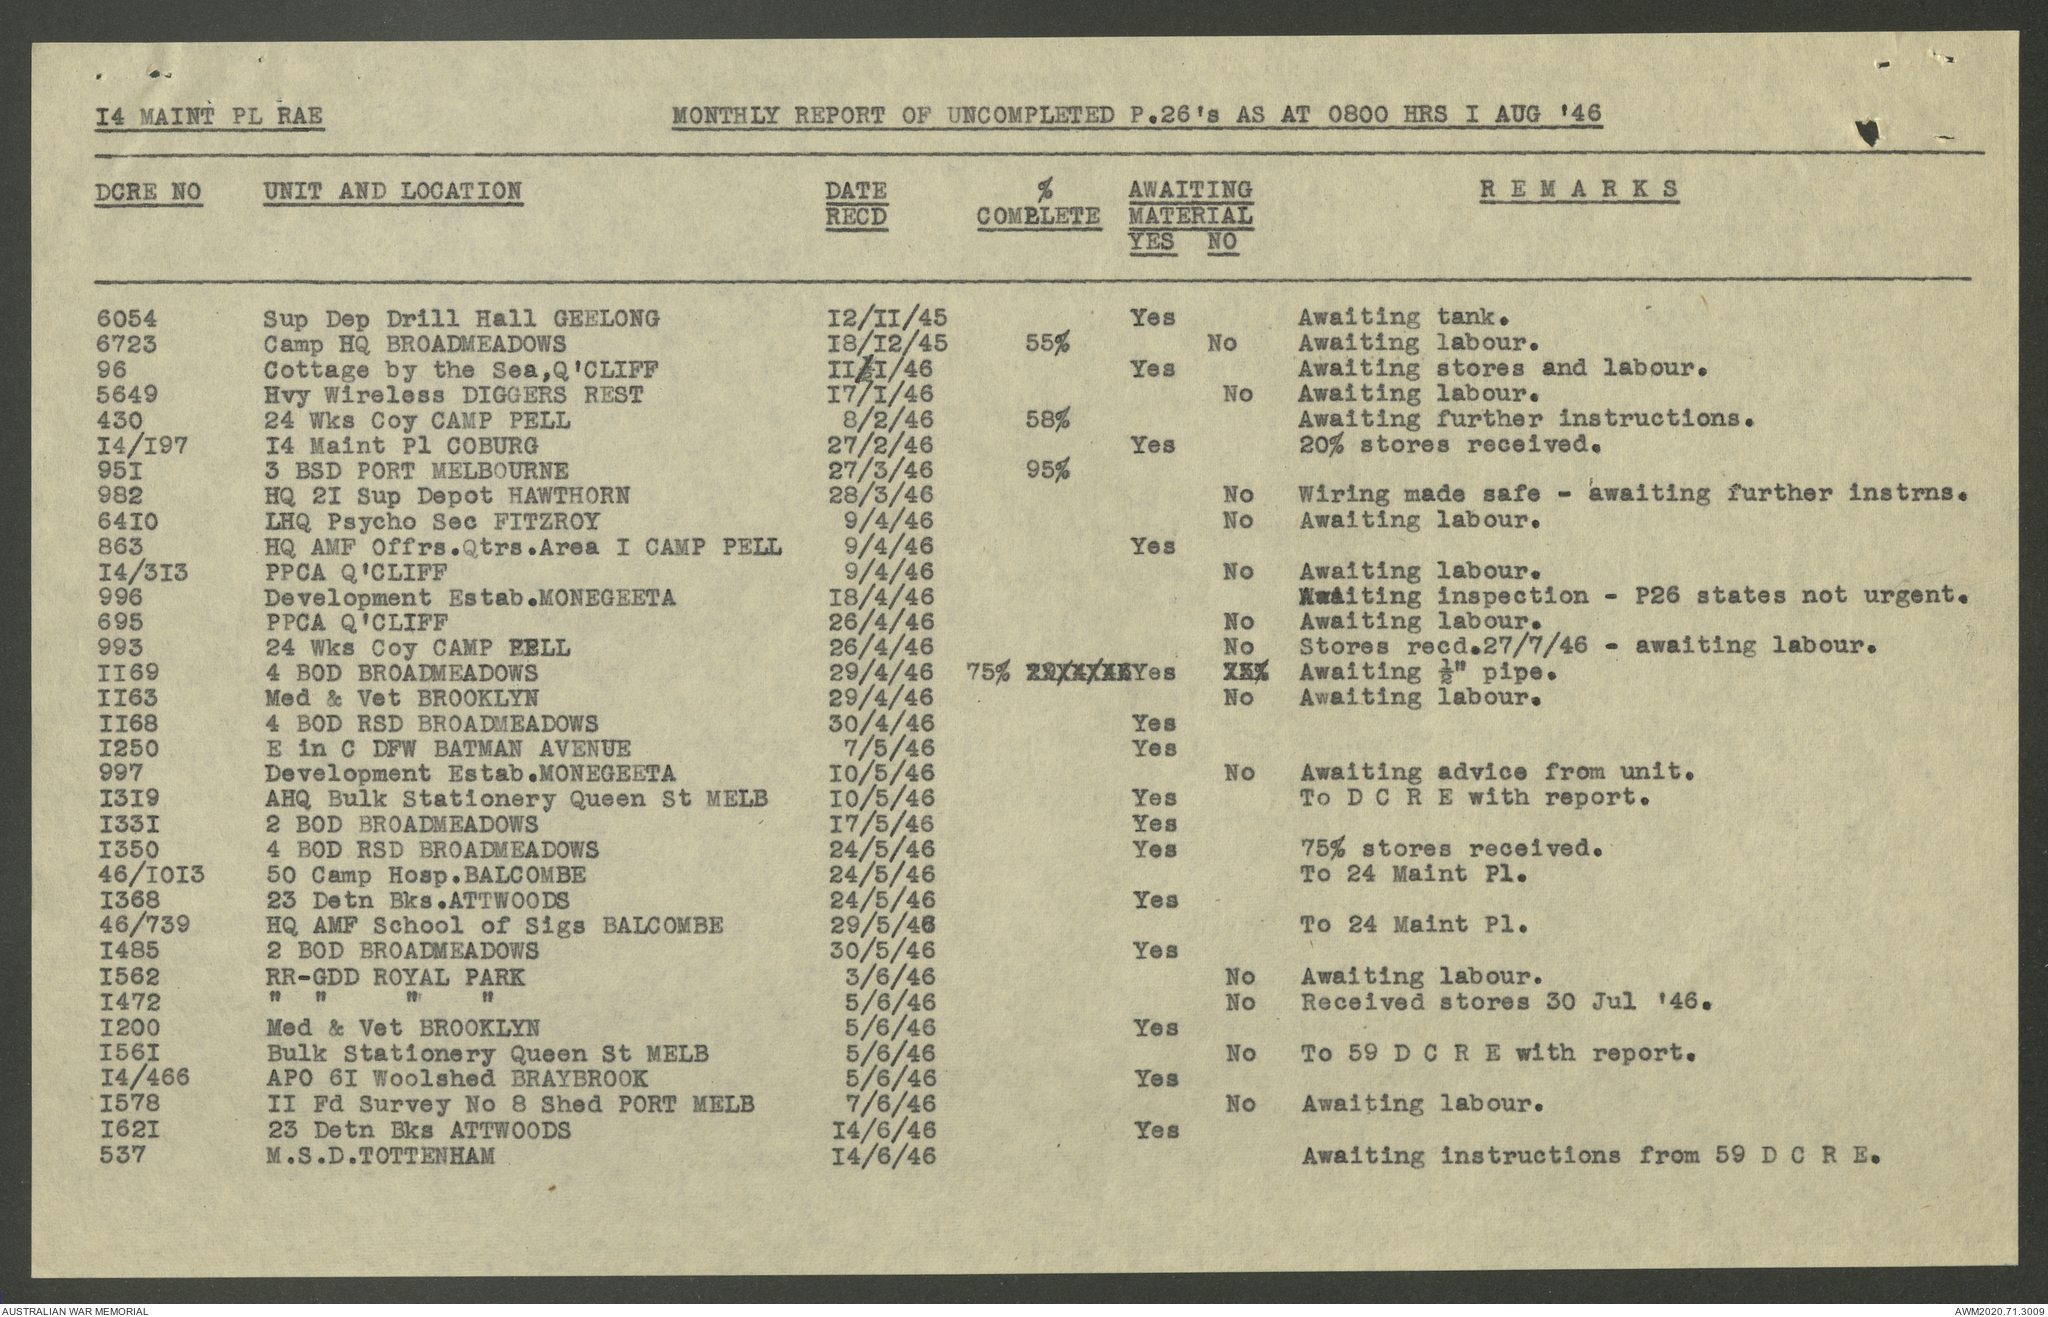 I4 MAINT PL RAE MONTHLY REPORT OF UNCOMPLETED P.26's AS AT 0800 HRS I AUG '46
DCRE NO UNIT AND LOCATION DATE % AWAITING R E M A R K S
RECD COMPLETE MATERIAL
YES NO
6054 Sup Dep Drill Hall GEELONG I2/II/45 Yes Awaiting tank.
6723 Camp HQ BROADMEADOWS I8/I2/45 55% No Awaiting labour.
96 Cottage by the Sea,Q'CLIFF II/I/46 Yes Awaiting stores and labour.
5649 Hvy Wireless DIGGERS REST I7/I/46 No Awaiting labour.
430 24 Wks Coy CAMP PELL 8/2/46 58% Awaiting further instructions.
I4/I97 I4 Maint Pl COBURG 27/2/46 Yes 20% stores received.
95I 3 BSD PORT MELBOURNE 27/3/46 95%
982 HQ 2I Sup Depot HAWTHORN 28/3/46 No Wiring made safe - awaiting further instrns.
64I0 LHQ Psycho Sec FITZROY 9/4/46 No Awaiting labour.
863 HQ AMF Offrs.Qtrs.Area I CAMP PELL 9/4/46 Yes
I4/3I3 PPCA Q'CLIFF 9/4/46 No Awaiting labour.
996 Development Estab.MONEGEETA I8/4/46 Awaiting inspection - P26 states not urgent.
695 PPCA Q'CLIFF 26/4/46 No Awaiting labour.
993 24 Wks Coy CAMP PELL 26/4/46 No Stores recd.27/7/46 - awaiting labour.
II69 4 BOD BROADMEADOWS 29/4/46 75% Yes Awaiting ½" pipe.
II63 Med & Vet BROOKLYN 29/4/46 No Awaiting labour.
II68 4 BOD RSD BROADMEADOWS 30/4/46 Yes
I250 E in C DFW BATMAN AVENUE 7/5/46 Yes
997 Development Estab.MONEGEETA I0/5/46 No Awaiting advice from unit.
I3I9 AHQ Bulk Stationery Queen St MELB I0/5/46 Yes To D C R E with report.
I33I 2 BOD BROADMEADOWS I7/5/46 Yes
I350 4 BOD RSD BROADMEADOWS 24/5/46 Yes 75% stores received.
46/I0I3 50 Camp Hosp.BALCOMBE 24/5/46 To 24 Maint Pl.
I368 23 Detn Bks.ATTWOODS 24/5/46 Yes
46/739 HQ AMF School of Sigs BALCOMBE 29/5/46 To 24 Maint Pl.
I485 2 BOD BROADMEADOWS 30/5/46 Yes
I562 RR-GDD ROYAL PARK 3/6/46 No Awaiting labour.
I472 " " " " 5/6/46 No Received stores 30 Jul '46.
I200 Med & Vet BROOKLYN 5/6/46 Yes
I56I Bulk Stationery Queen St MELB 5/6/46 No To 59 D C R E with report.
I4/466 APO 6I Woolshed BRAYBROOK 5/6/46 Yes
I578 II Fd Survey No 8 Shed PORT MELB 7/6/46 No Awaiting labour.
I62I 23 Detn Bks ATTWOODS I4/6/46 Yes
537 M.S.D.TOTTENHAM I4/6/46 Awaiting instructions from 59 D C R E.
AUSTRALIAN WAR MEMORIAL AWM2020.71.3009